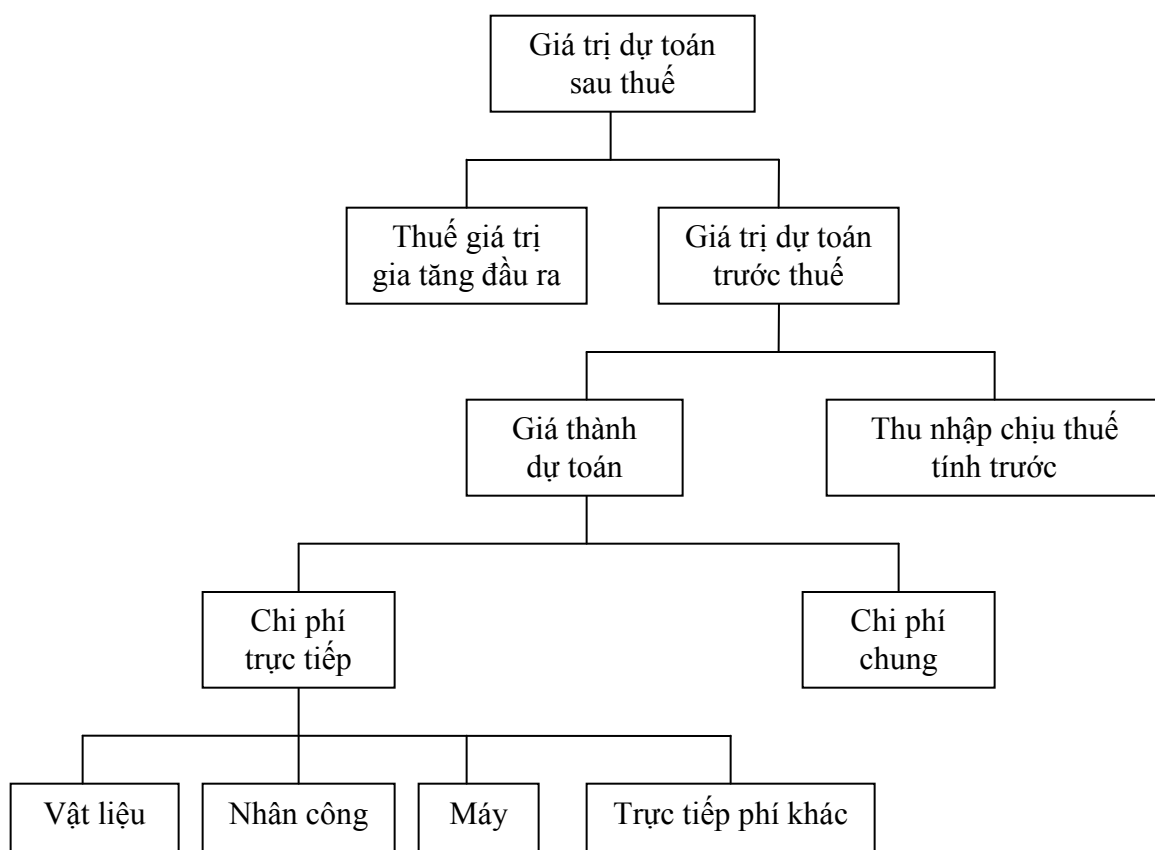 Giá trị dự toán
sau thuế
Thuế giá trị
gia tăng đầu ra
Giá trị dự toán
trước thuế
Giá thành
dự toán
Thu nhập chịu thuế
tính trước
Chi phí
trực tiếp
Chi phí
chung
Vật liệu
Nhân công
Máy
Trực tiếp phí khác